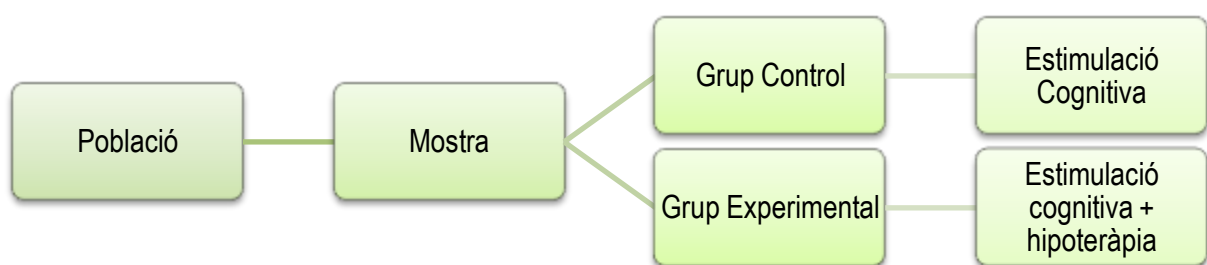 Població
Mostra
Grup Control
Estimulació
Cognitiva
Grup Experimental
Estimulació
cognitiva +
hipoteràpia